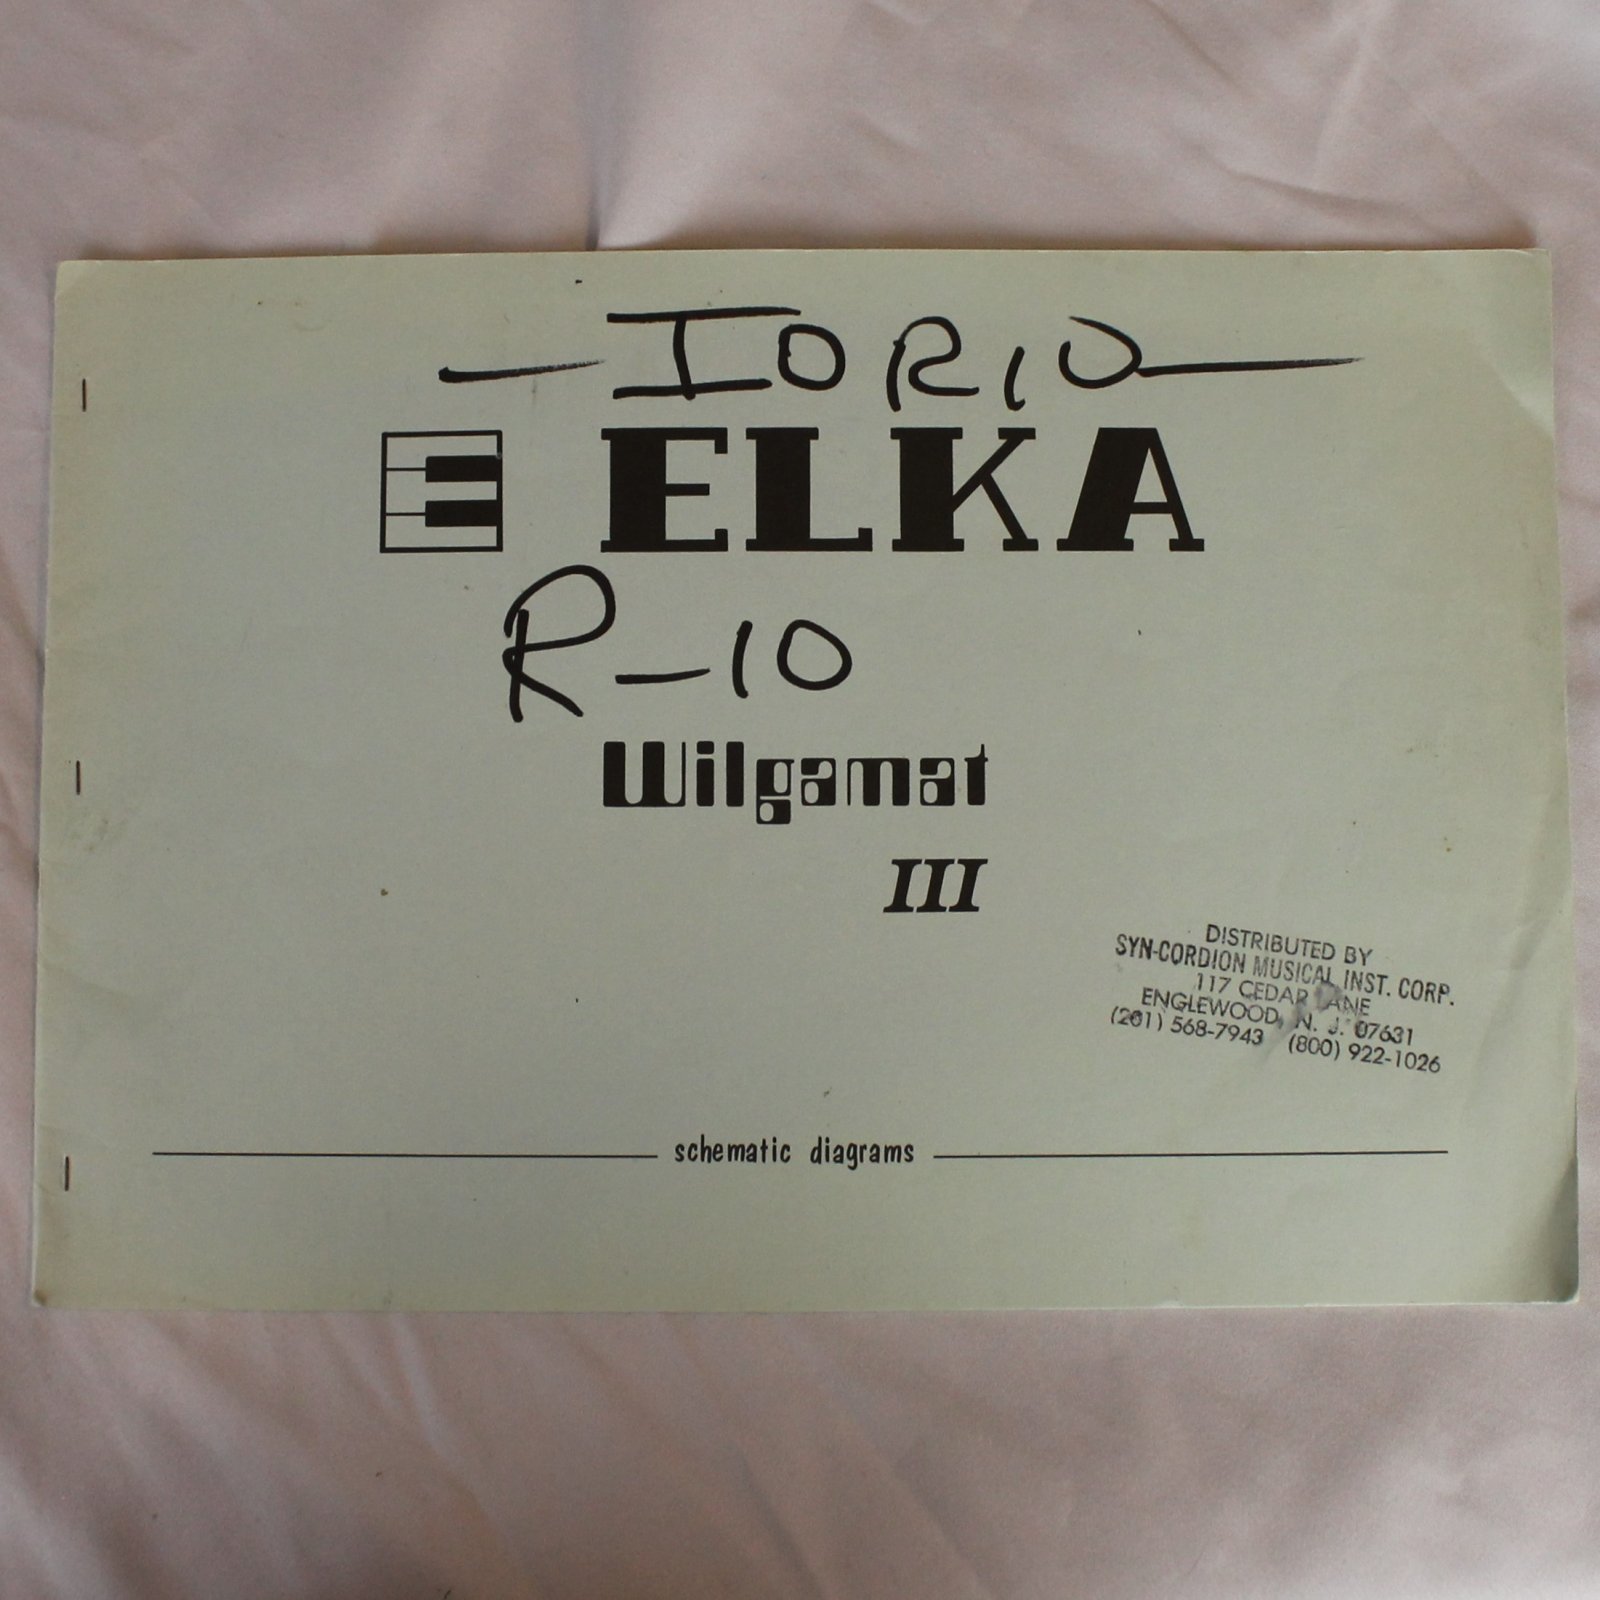 —IORIO—
ELKA
R-10
Wilgamat
III
DISTRIBUTED BY
SYN-CORDION MUSICAL INST. CORP.
117 CEDAR LANE
ENGLEWOOD, N. J. 07631
(201) 568-7943 (800) 922-1026
schematic diagrams